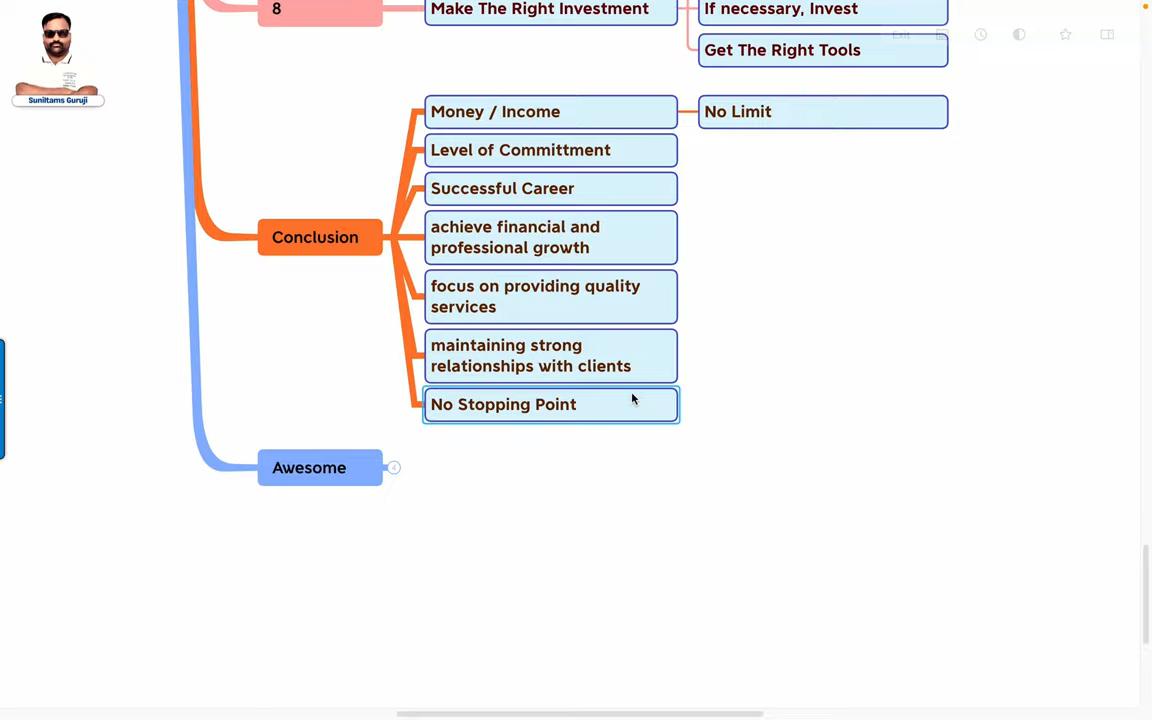 8
Make The Right Investment
If necessary, Invest
Exit
Get The Right Tools
Suniltams Guruji
Money / Income
No Limit
Level of Committment
Successful Career
achieve financial and
professional growth
Conclusion
focus on providing quality
services
maintaining strong
relationships with clients
No Stopping Point
Awesome
4